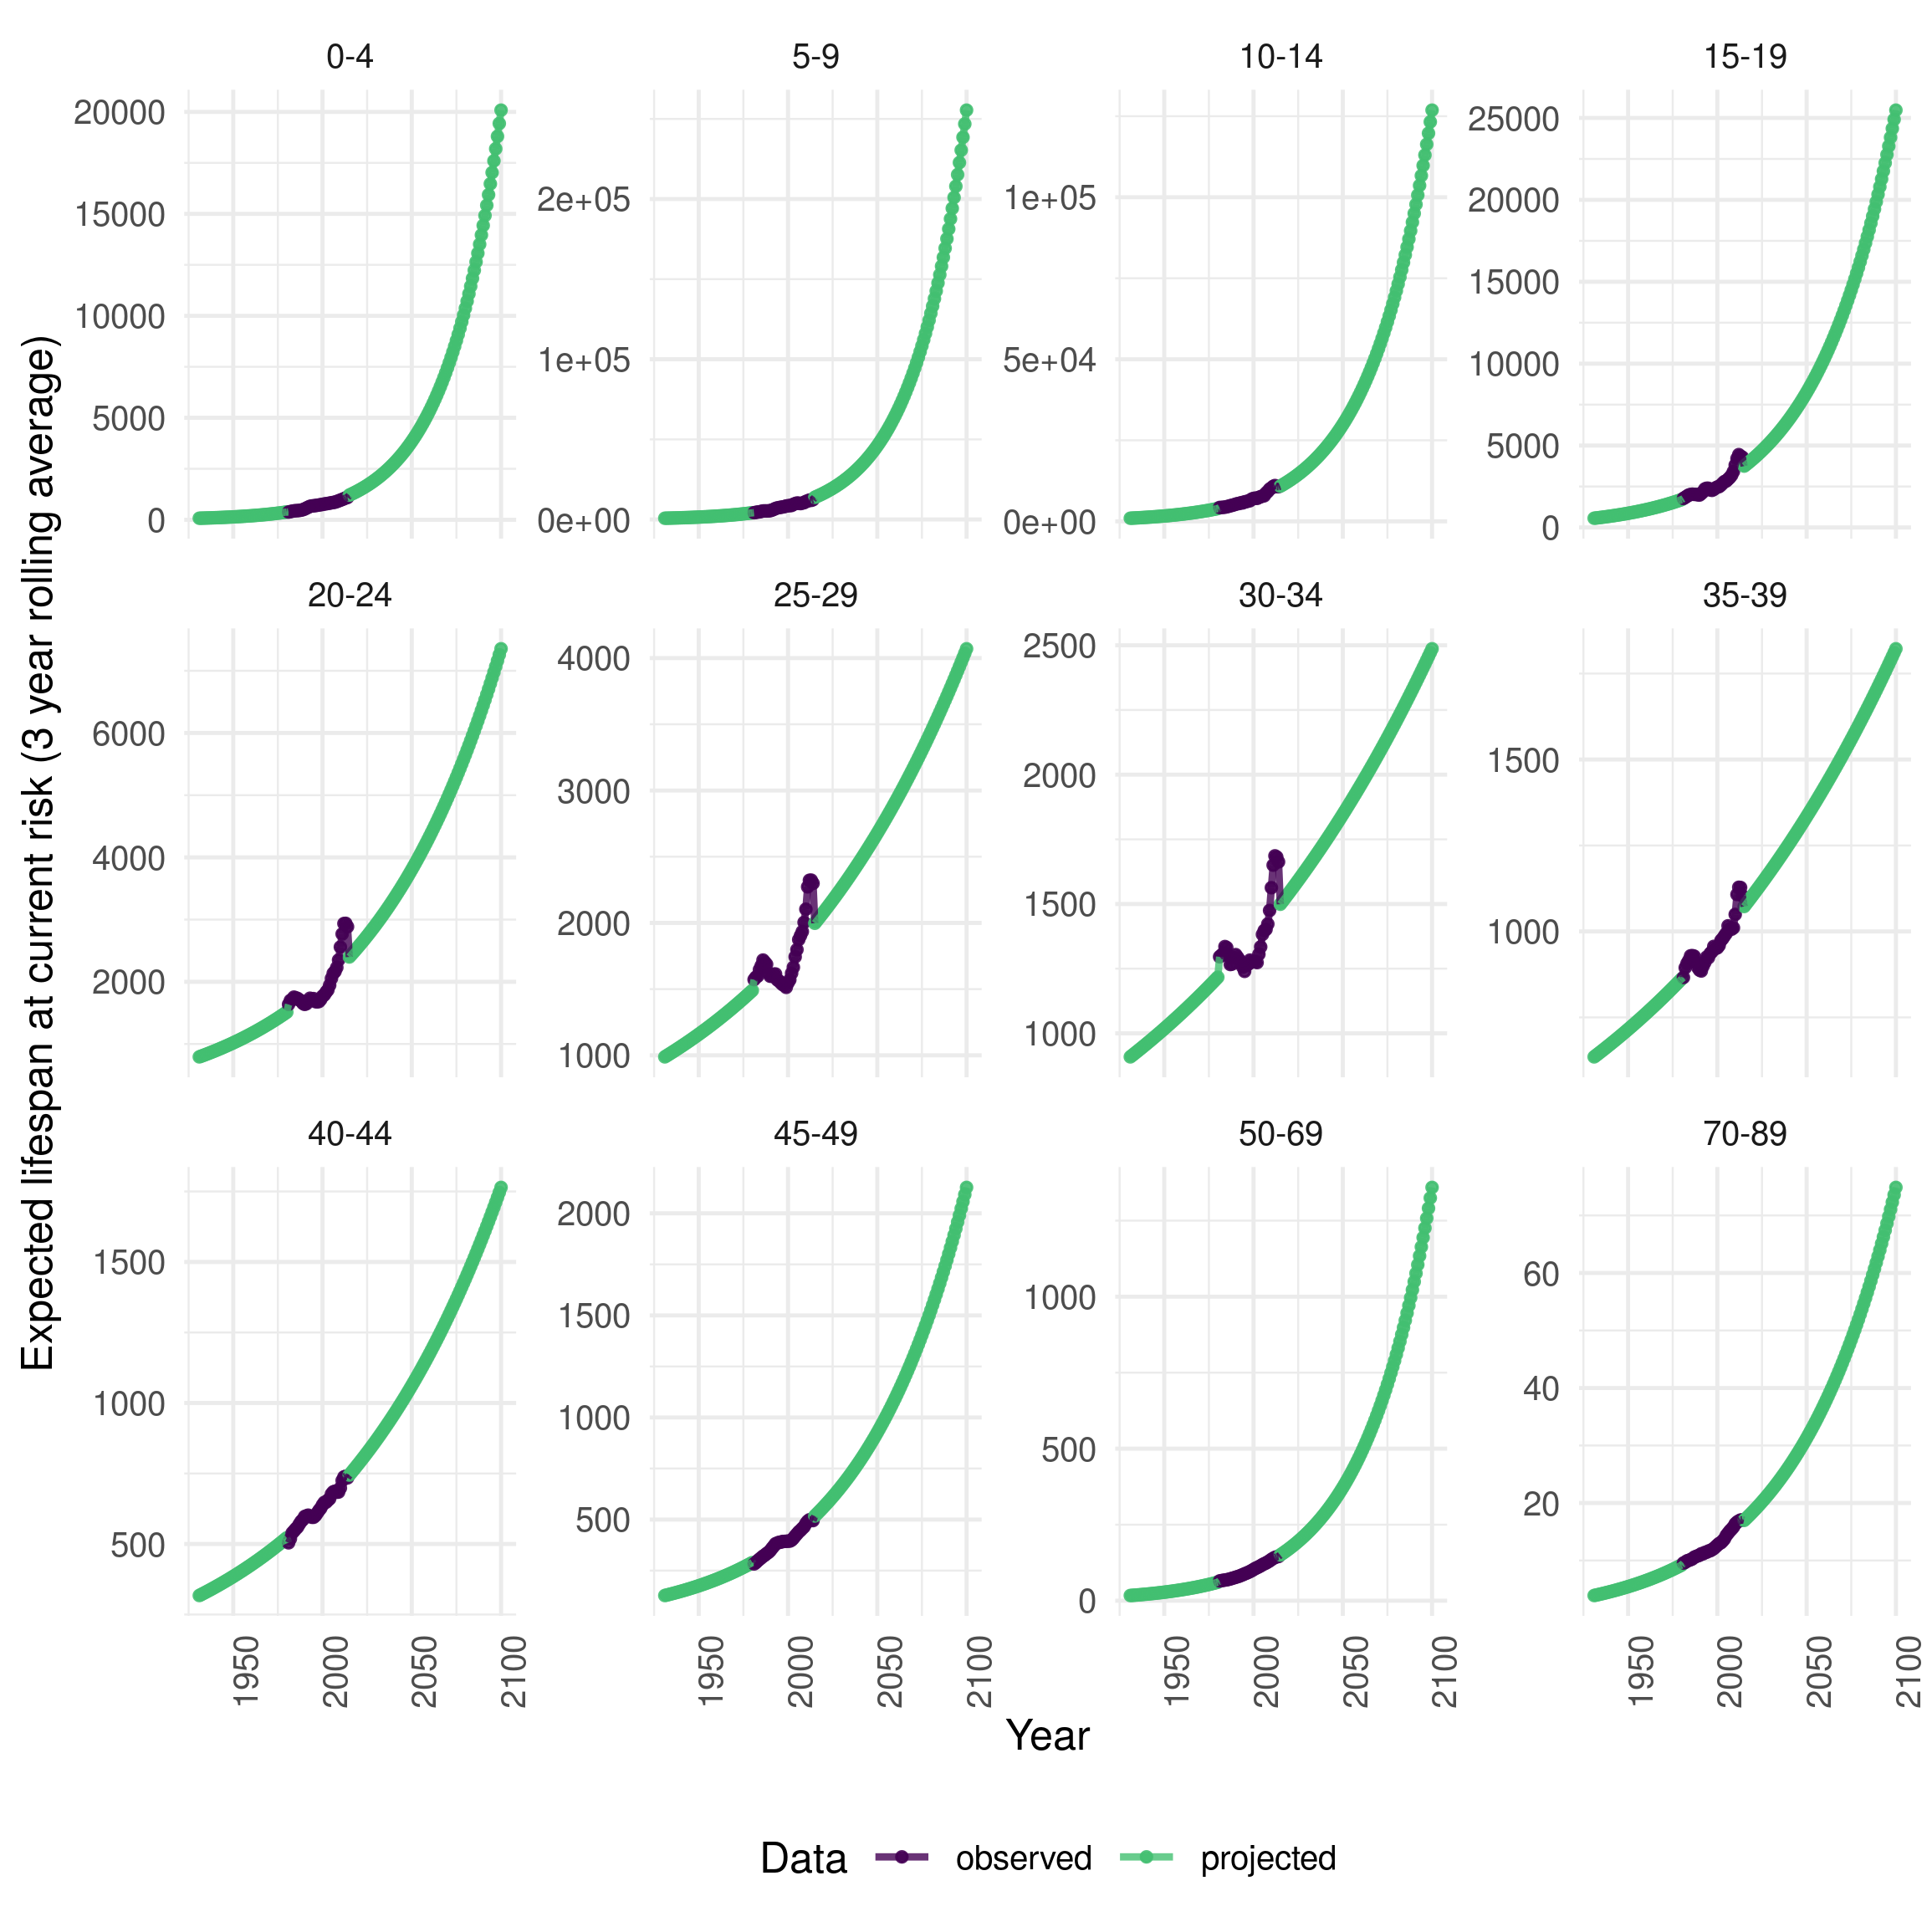 0-4 5-9 10-14 15-19
20000
15000
10000
5000
0
2e+05
1e+05
0e+00
1e+05
5e+04
0e+00
25000
20000
15000
10000
5000
0
Expected lifespan at current risk (3 year rolling average)
20-24 25-29 30-34 35-39
6000
4000
2000
4000
3000
2000
1000
2500
2000
1500
1000
1500
1000
40-44 45-49 50-69 70-89
1500
1000
500
2000
1500
1000
500
1000
500
0
60
40
20
1950 2000 2050 2100 1950 2000 2050 2100 1950 2000 2050 2100 1950 2000 2050 2100
Year
Data observed projected